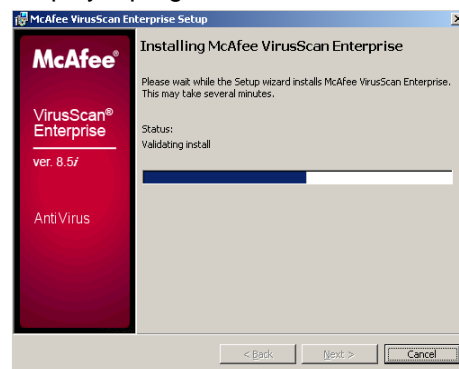 McAfee VirusScan Enterprise Setup
McAfee®
VirusScan®
Enterprise
ver. 8.5i
AntiVirus
Installing McAfee VirusScan Enterprise
Please wait while the Setup wizard installs McAfee VirusScan Enterprise.
This may take several minutes.
Status:
Validating install
< Back
Next >
Cancel